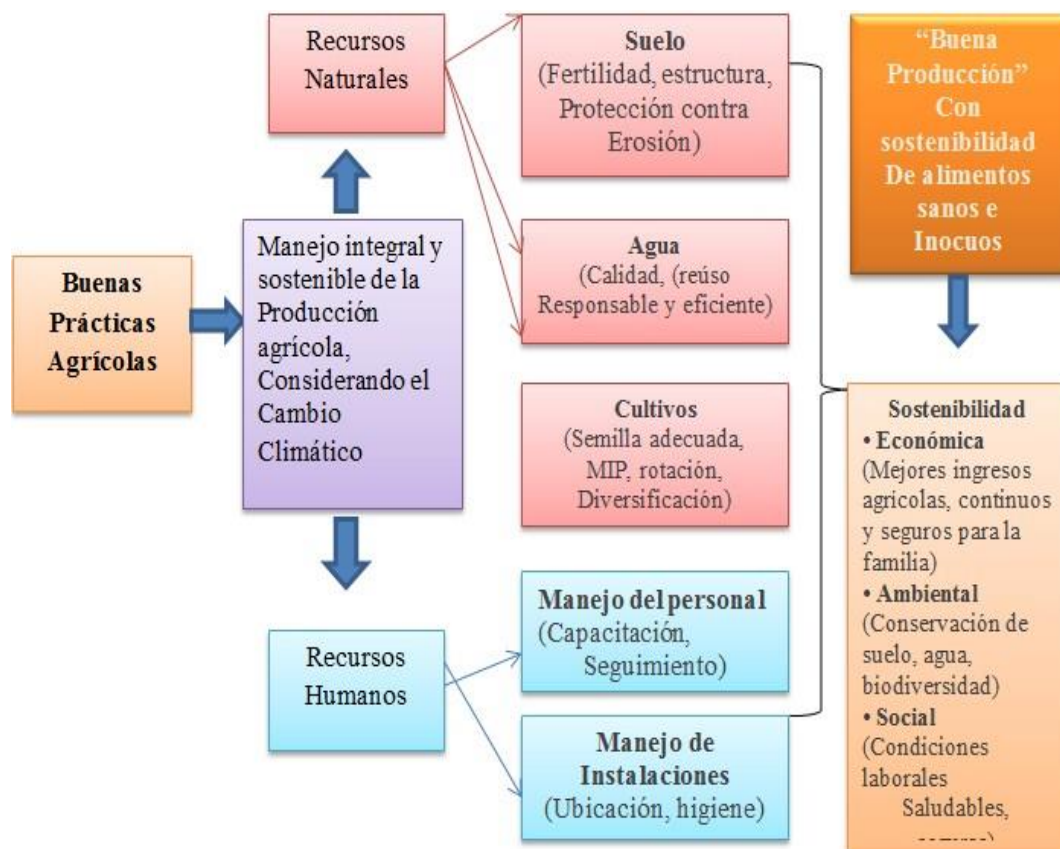 Buenas
Prácticas
Agrícolas
Manejo integral y
sostenible de la
Producción
agrícola,
Considerando el
Cambio
Climático
Recursos
Naturales
Suelo
(Fertilidad, estructura,
Protección contra
Erosión)
Agua
(Calidad, (reúso
Responsable y eficiente)
Cultivos
(Semilla adecuada,
MIP, rotación,
Diversificación)
Recursos
Humanos
Manejo del personal
(Capacitación,
Seguimiento)
Manejo de
Instalaciones
(Ubicación, higiene)
“Buena
Producción”
Con
sostenibilidad
De alimentos
sanos e
Inocuos
Sostenibilidad
• Económica
(Mejores ingresos
agrícolas, continuos
y seguros para la
familia)
• Ambiental
(Conservación de
suelo, agua,
biodiversidad)
• Social
(Condiciones
laborales
Saludables,